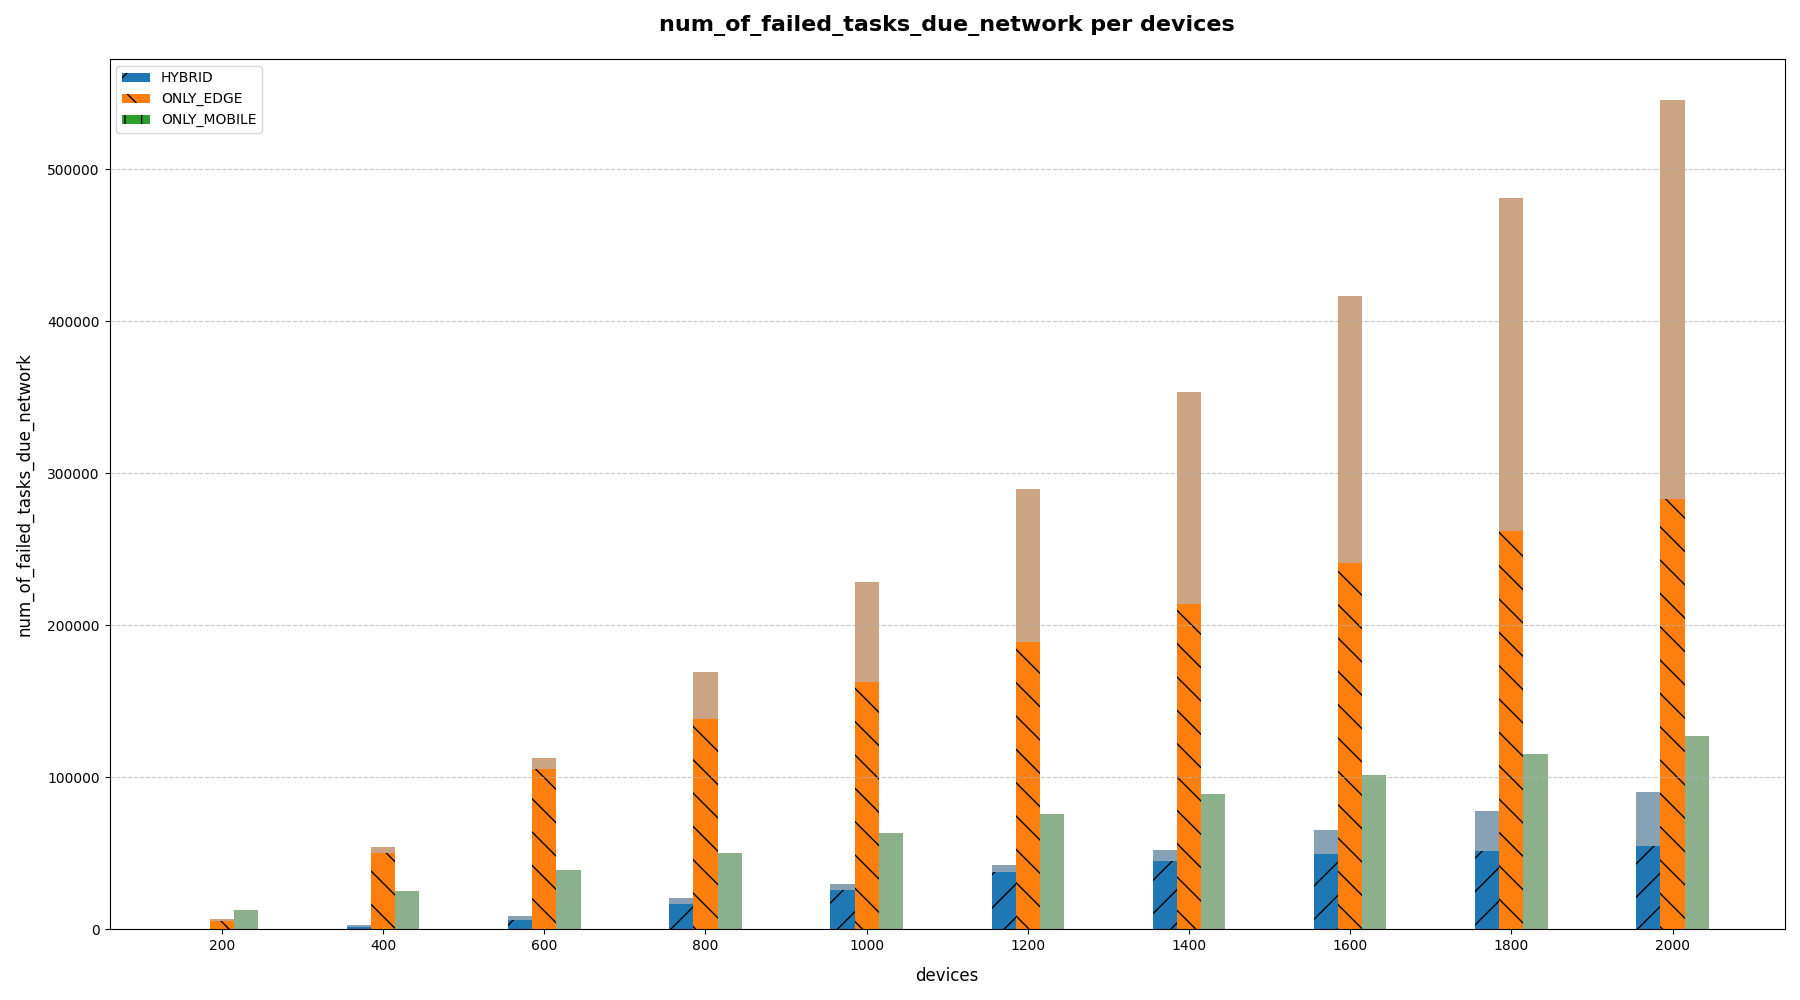 num_of_failed_tasks_due_network per devices
HYBRID
ONLY_EDGE
ONLY_MOBILE
num_of_failed_tasks_due_network
500000
400000
300000
200000
100000
0
200 400 600 800 1000 1200 1400 1600 1800 2000
devices